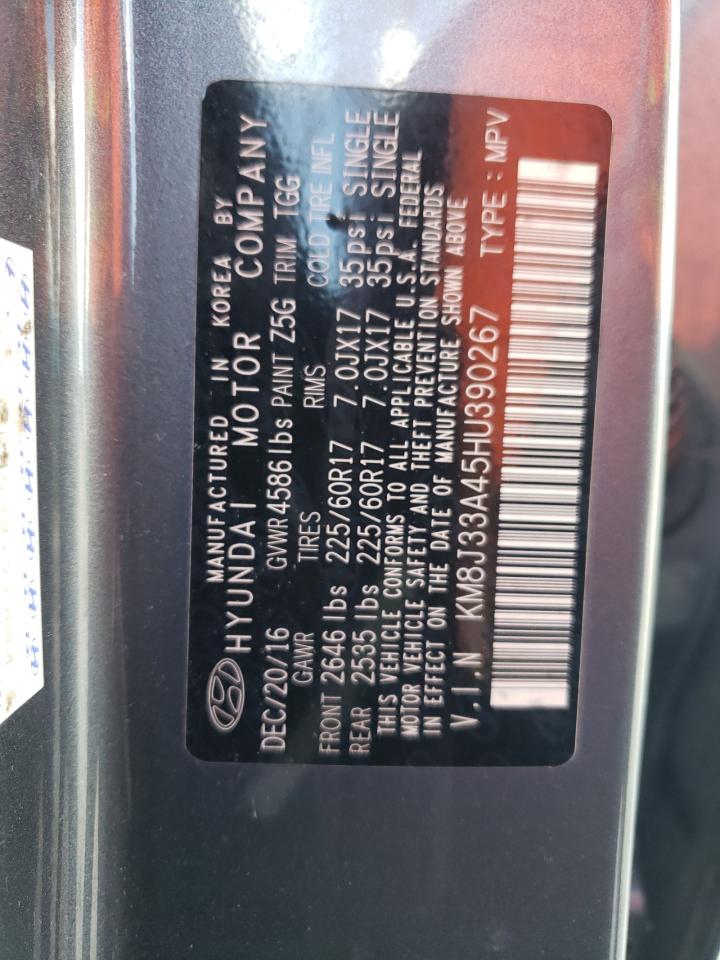 MANUFACTURED IN KOREA BY
HYUNDAI MOTOR COMPANY
DEC/20/16 GVWR 4586 lbs PAINT Z5G TRIM TGG
GAWR TIRES RIMS COLD TIRE INFL
FRONT 2646 lbs 225/60R17 7.0JX17 35psi SINGLE
REAR 2535 lbs 225/60R17 7.0JX17 35psi SINGLE
THIS VEHICLE CONFORMS TO ALL APPLICABLE U.S.A. FEDERAL
MOTOR VEHICLE SAFETY AND THEFT PREVENTION STANDARDS
IN EFFECT ON THE DATE OF MANUFACTURE SHOWN ABOVE
V.I.N KM8J33A45HU390267 TYPE : MPV